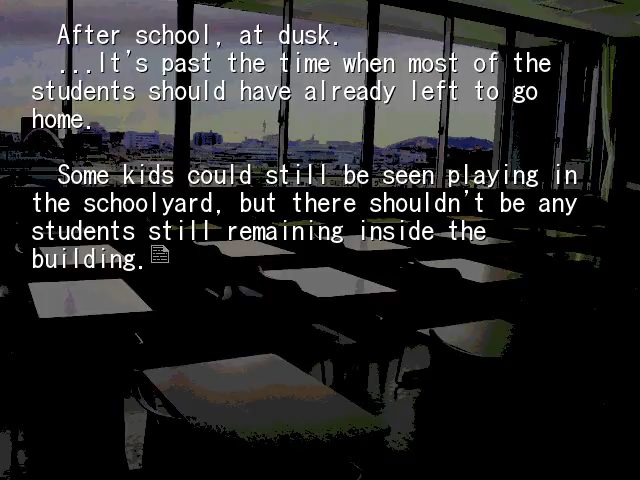 After school, at dusk.
...It's past the time when most of the
students should have already left to go
home.
Some kids could still be seen playing in
the schoolyard, but there shouldn't be any
students still remaining inside the
building.